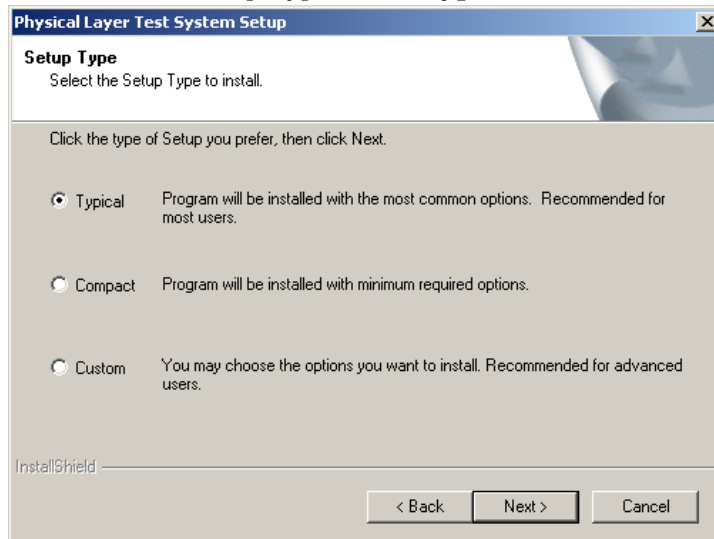 Physical Layer Test System Setup
Setup Type
Select the Setup Type to install.
Click the type of Setup you prefer, then click Next.
Typical Program will be installed with the most common options. Recommended for
most users.
Compact Program will be installed with minimum required options.
Custom You may choose the options you want to install. Recommended for advanced
users.
InstallShield
< Back Next > Cancel